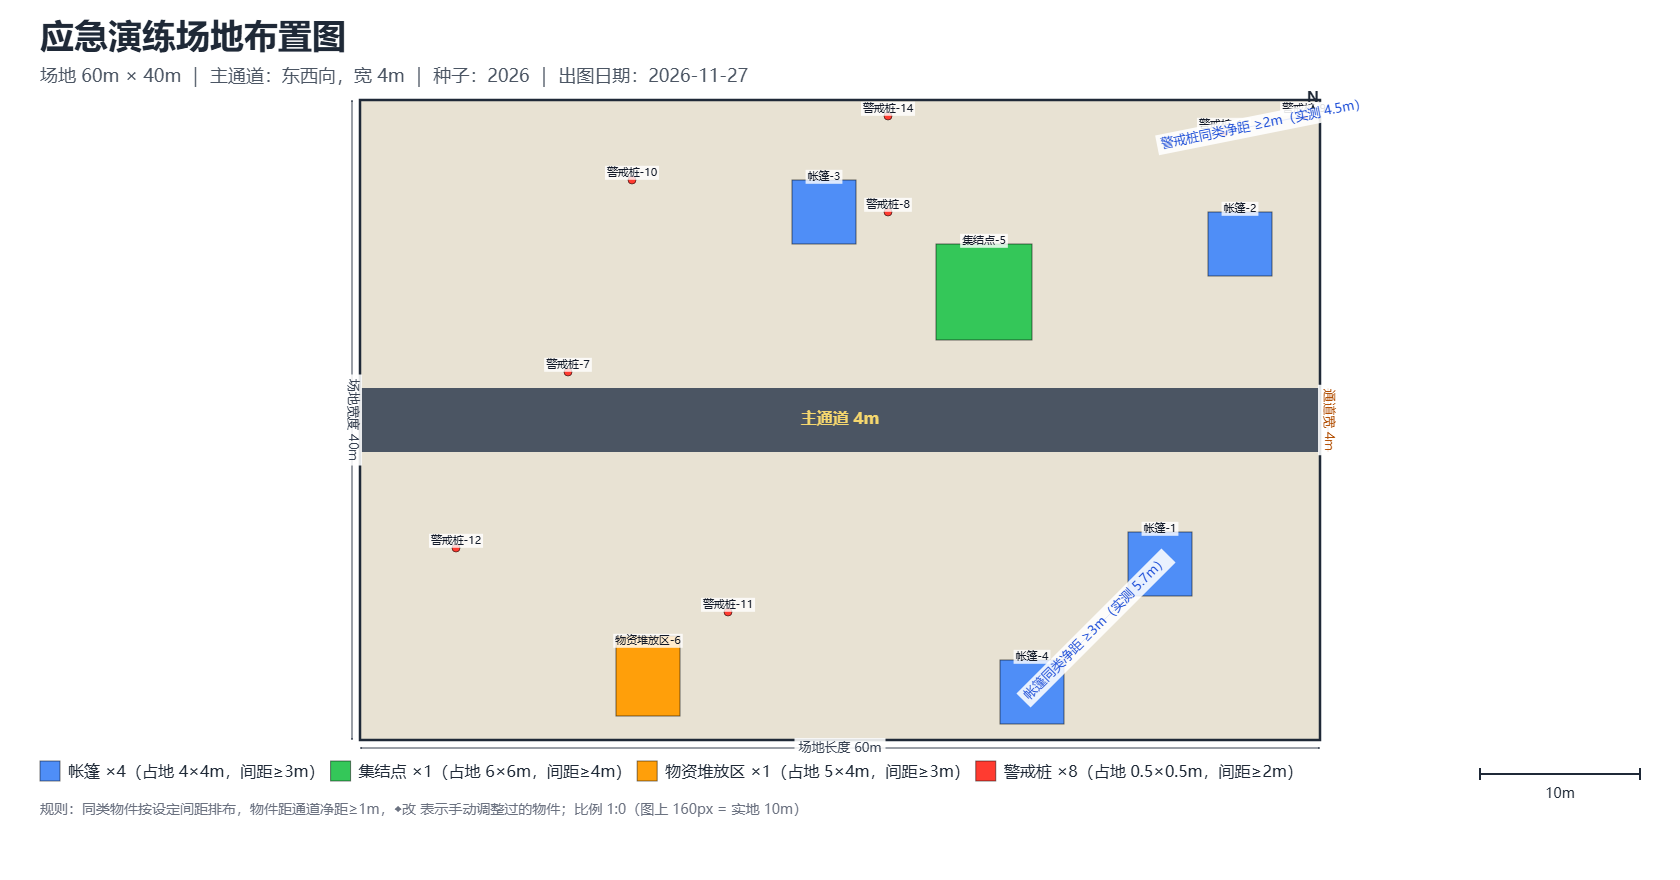 应急演练场地布置图
场地 60m × 40m ｜ 主通道：东西向，宽 4m ｜ 种子：2026 ｜ 出图日期：2026-11-27
N
警戒桩-14
警戒
警戒桩
警戒桩同类净距 ≥2m（实测 4.5m）
警戒桩-10
帐篷-3
警戒桩-8
帐篷-2
集结点-5
警戒桩-7
场地宽度 40m
主通道 4m
通道宽 4m
帐篷-1
警戒桩-12
帐篷同类净距 ≥3m（实测 5.7m）
警戒桩-11
物资堆放区-6
帐篷-4
场地长度 60m
帐篷 ×4（占地 4×4m，间距≥3m） 集结点 ×1（占地 6×6m，间距≥4m） 物资堆放区 ×1（占地 5×4m，间距≥3m） 警戒桩 ×8（占地 0.5×0.5m，间距≥2m）
10m
规则：同类物件按设定间距排布，物件距通道净距≥1m，◆改 表示手动调整过的物件；比例 1:0（图上 160px = 实地 10m）